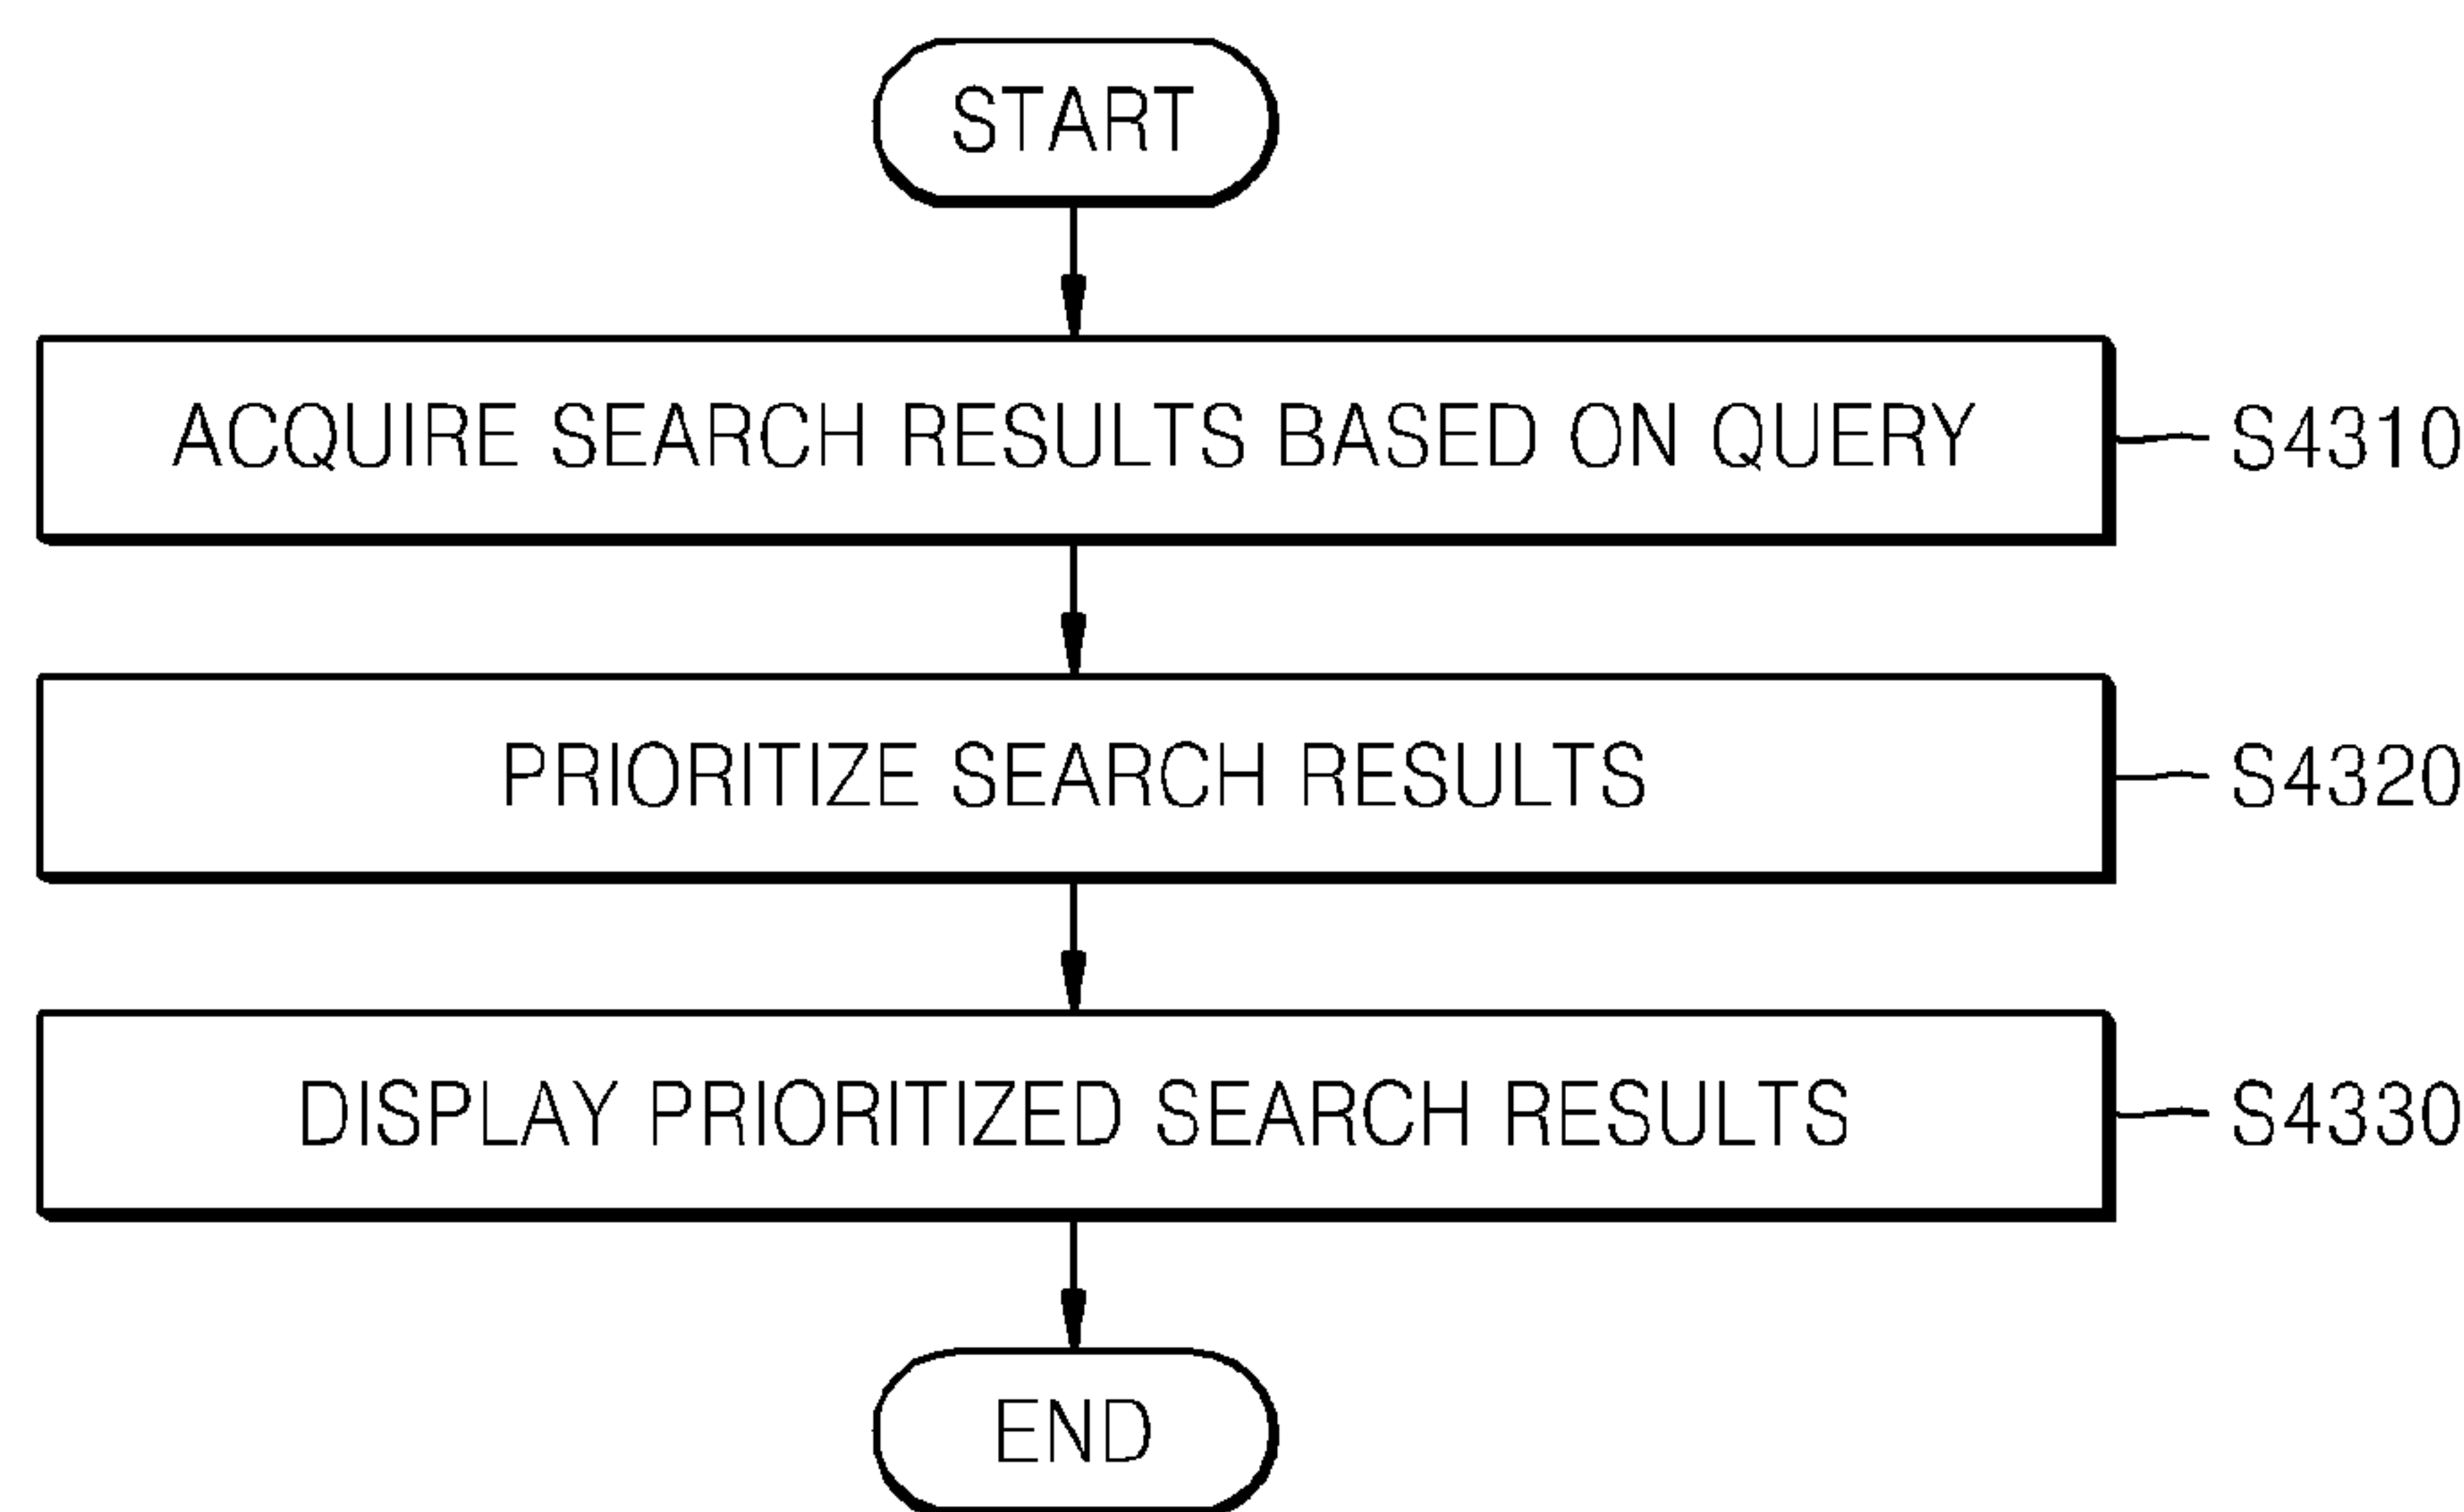 START
ACQUIRE SEARCH RESULTS BASED ON QUERY S4310
PRIORITIZE SEARCH RESULTS S4320
DISPLAY PRIORITIZED SEARCH RESULTS S4330
END